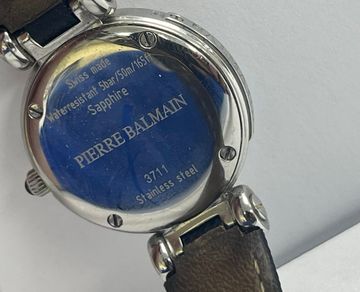 Swiss made
Waterresistant 5bar/50m/165ft
Sapphire
PIERRE BALMAIN
3711
Stainless steel